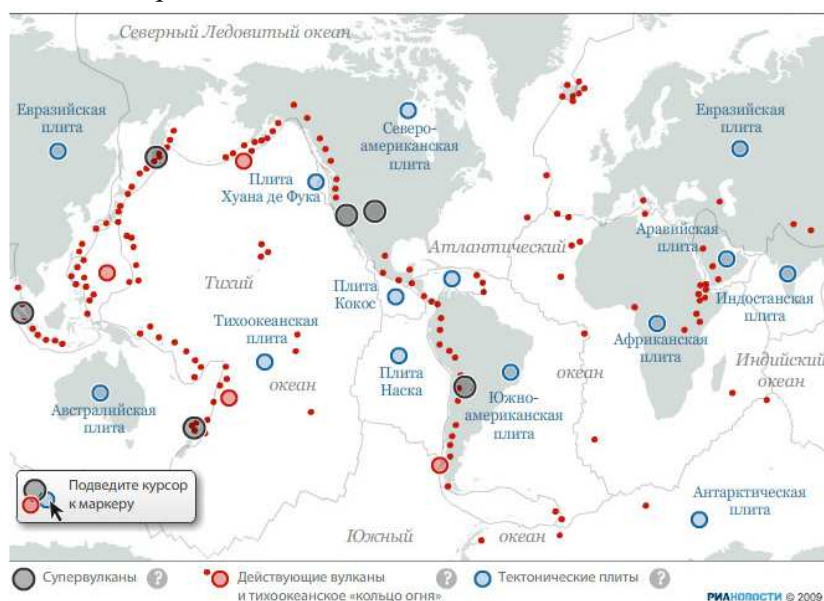 Северный Ледовитый океан
Евразийская
плита
Северо-
американская
плита
Евразийская
плита
Плита
Хуана де Фука
Атлантический
Аравийская
плита
Тихий
Плита
Кокос
Индостанская
плита
Тихоокеанская
плита
Африканская
плита
Индийский
океан
океан
Плита
Наска
океан
Австралийская
плита
Южно-
американская
плита
Подведите курсор
к маркеру
Антарктическая
плита
Южный
океан
Супервулканы ?
Действующие вулканы ?
и тихоокеанское «кольцо огня»
Тектонические плиты ?
РИАНОВОСТИ © 2009